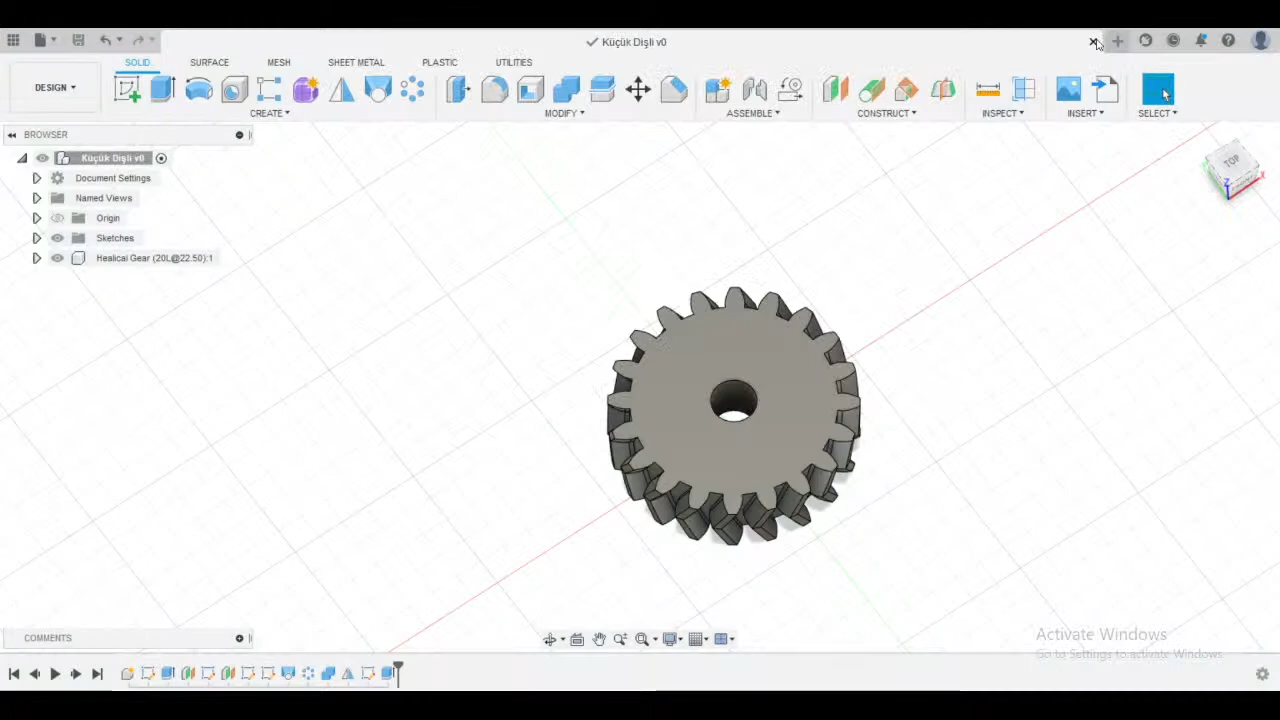 Küçük Dişli v0
SOLID
SURFACE
MESH
SHEET METAL
PLASTIC
UTILITIES
DESIGN
CREATE
MODIFY
ASSEMBLE
CONSTRUCT
INSPECT
INSERT
SELECT
BROWSER
TOP
Küçük Dişli v0
Z
X
Document Settings
Named Views
Origin
Sketches
Healical Gear (20L@22.50):1
COMMENTS
Activate Windows
Go to Settings to activate Windows.